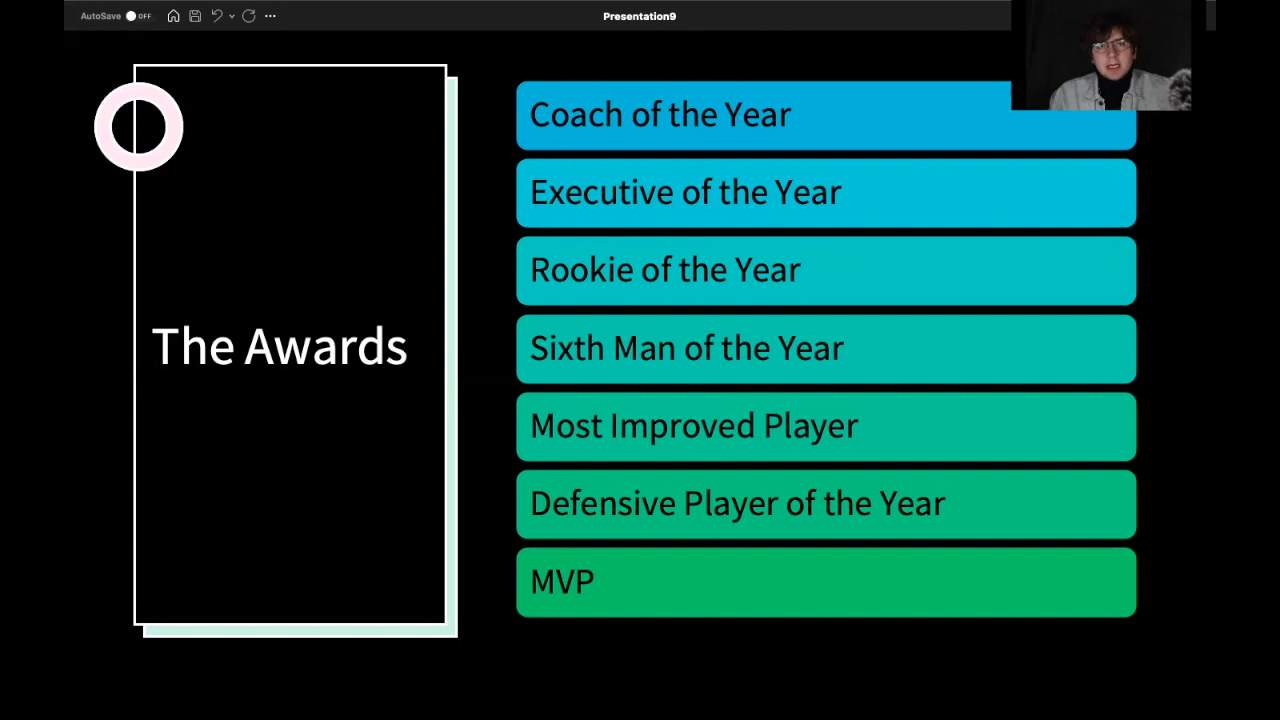 AutoSave OFF
Presentation9
The Awards
Coach of the Year
Executive of the Year
Rookie of the Year
Sixth Man of the Year
Most Improved Player
Defensive Player of the Year
MVP